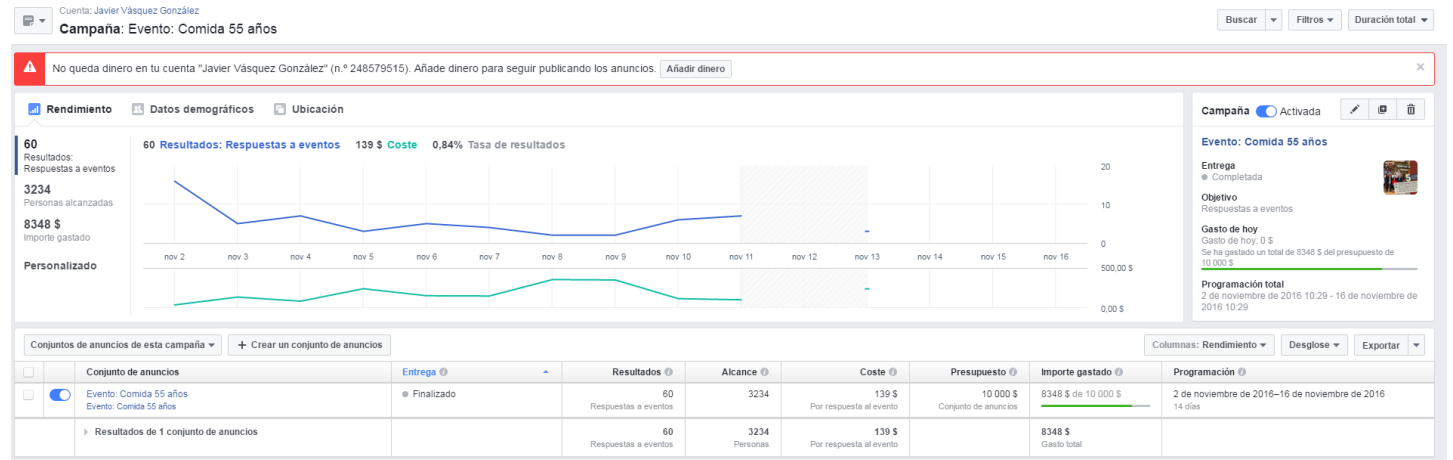 Cuenta: Javier Vásquez González
Campaña: Evento: Comida 55 años
Buscar Filtros Duración total
No queda dinero en tu cuenta "Javier Vásquez González" (n.º 248579515). Añade dinero para seguir publicando los anuncios. Añadir dinero
Rendimiento Datos demográficos Ubicación
60
Resultados:
Respuestas a eventos
3234
Personas alcanzadas
8348 $
Importe gastado
Personalizado
60 Resultados: Respuestas a eventos 139 $ Coste 0,84% Tasa de resultados
20
10
0
nov 2 nov 3 nov 4 nov 5 nov 6 nov 7 nov 8 nov 9 nov 10 nov 11 nov 12 nov 13 nov 14 nov 15 nov 16
500,00 $
0,00 $
Campaña Activada
Evento: Comida 55 años
Entrega
Completada
Objetivo
Respuestas a eventos
Gasto de hoy
Gasto de hoy: 0 $
Se ha gastado un total de 8348 $ del presupuesto de
10 000 $
Programación total
2 de noviembre de 2016 10:29 - 16 de noviembre de
2016 10:29
Conjuntos de anuncios de esta campaña + Crear un conjunto de anuncios Columnas: Rendimiento Desglose Exportar
Conjunto de anuncios Entrega Resultados Alcance Coste Presupuesto Importe gastado Programación
Evento: Comida 55 años Finalizado 60 3234 139 $ 10 000 $ 8348 $ de 10 000 $ 2 de noviembre de 2016–16 de noviembre de 2016
Evento: Comida 55 años Respuestas a eventos Por respuesta al evento Conjunto de anuncios 14 días
Resultados de 1 conjunto de anuncios 60 3234 139 $ 8348 $
Respuestas a eventos Personas Por respuesta al evento Gasto total